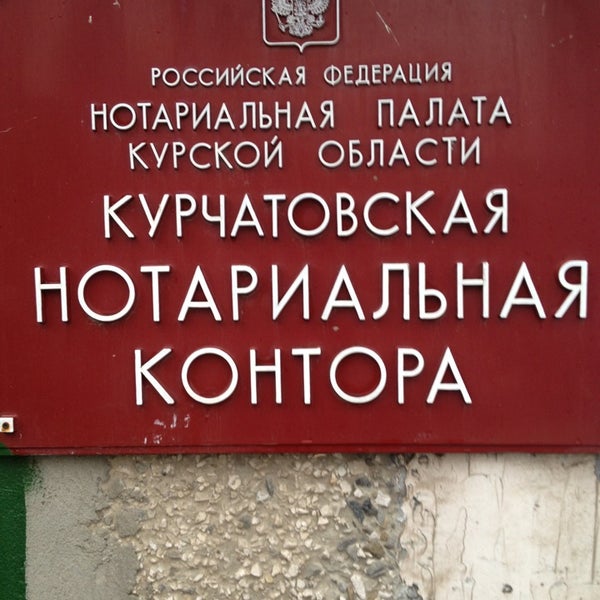 РОССИЙСКАЯ ФЕДЕРАЦИЯ
НОТАРИАЛЬНАЯ ПАЛАТА
КУРСКОЙ ОБЛАСТИ
КУРЧАТОВСКАЯ
НОТАРИАЛЬНАЯ
КОНТОРА